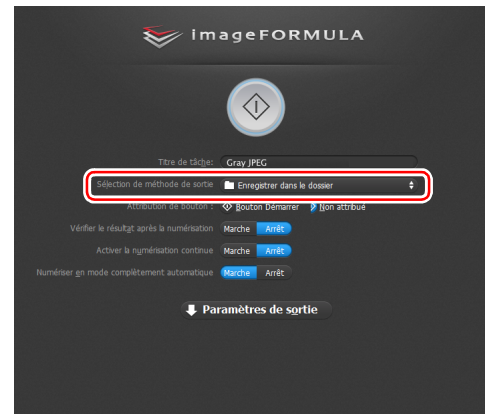 imageFORMULA
Titre de tâche: Gray JPEG
Sélection de méthode de sortie Enregistrer dans le dossier
Attribution de bouton : Bouton Démarrer Non attribué
Vérifier le résultat après la numérisation Marche Arrêt
Activer la numérisation continue Marche Arrêt
Numériser en mode complètement automatique Marche Arrêt
Paramètres de sortie